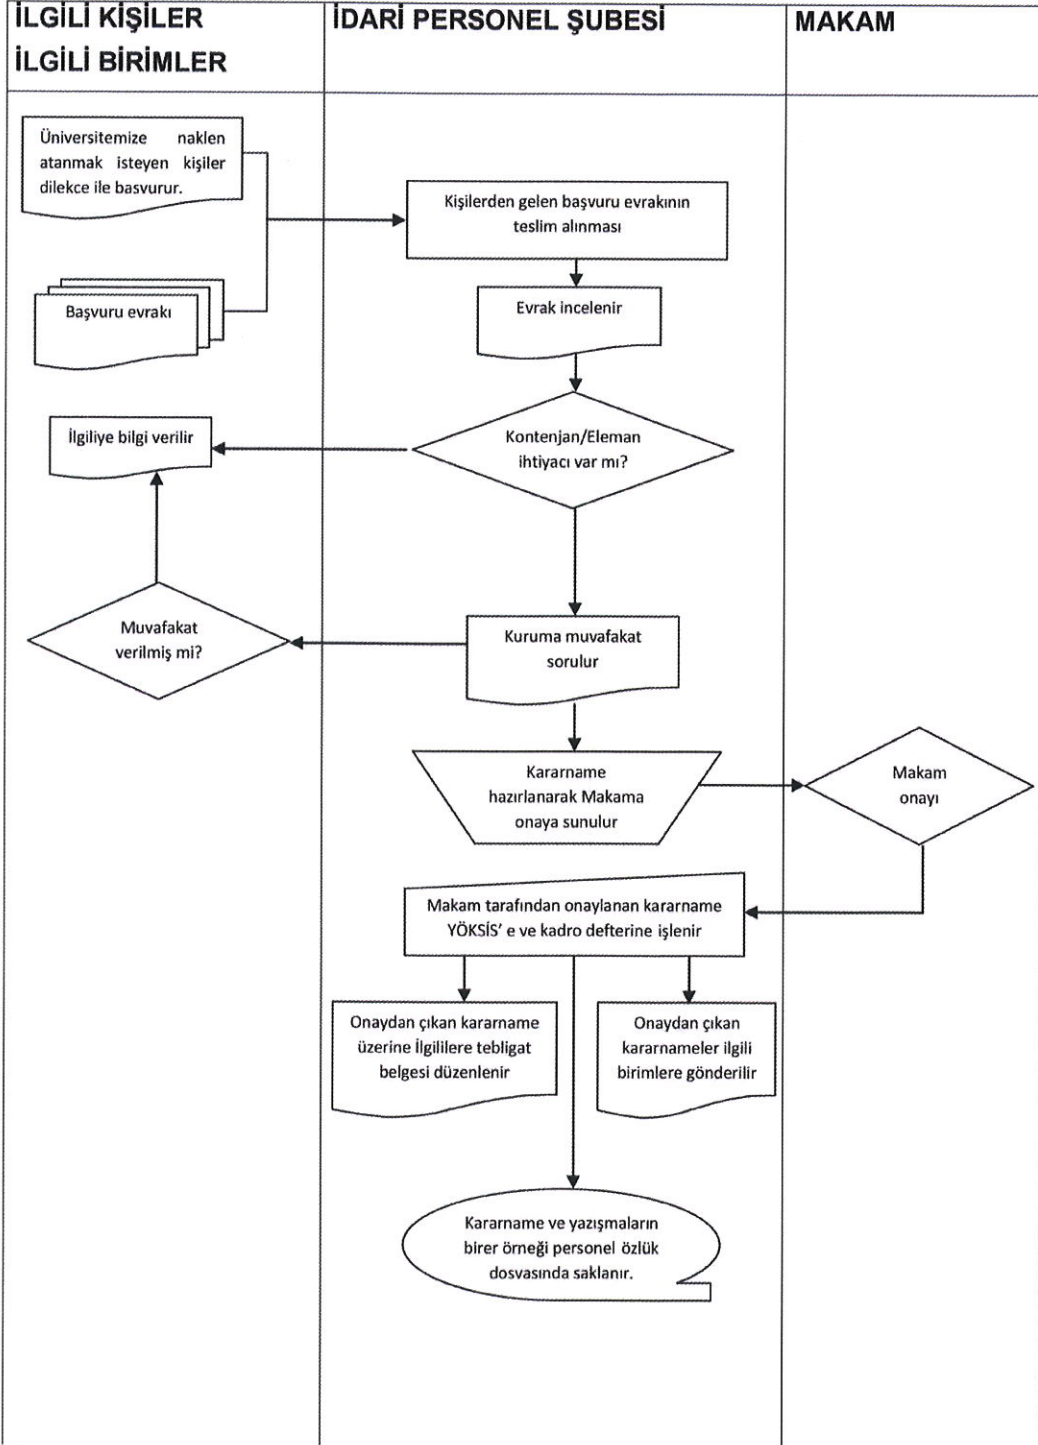 İLGİLİ KİŞİLER
İLGİLİ BİRİMLER
İDARİ PERSONEL ŞUBESİ
MAKAM
Üniversitemize naklen
atanmak isteyen kişiler
dilekce ile basvurur.
Kişilerden gelen başvuru evrakının
teslim alınması
Başvuru evrakı
Evrak incelenir
Kontenjan/Eleman
ihtiyacı var mı?
İlgiliye bilgi verilir
Muvafakat
verilmiş mi?
Kuruma muvafakat
sorulur
Kararname
hazırlanarak Makama
onaya sunulur
Makam
onayı
Makam tarafından onaylanan kararname
YÖKSİS' e ve kadro defterine işlenir
Onaydan çıkan kararname
üzerine İlgililere tebligat
belgesi düzenlenir
Onaydan çıkan
kararnameler ilgili
birimlere gönderilir
Kararname ve yazışmaların
birer örneği personel özlük
dosvasında saklanır.